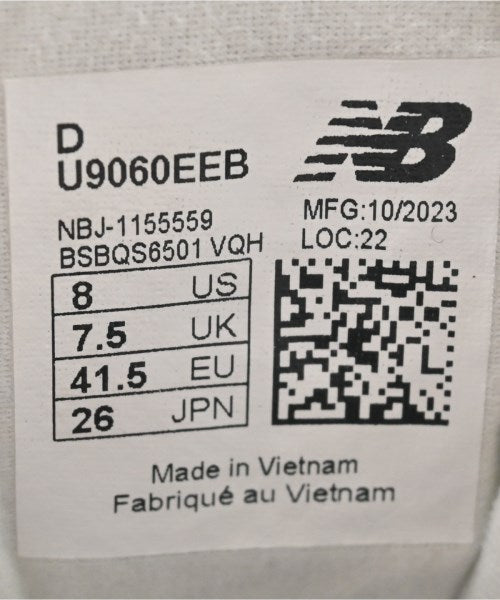 D
U9060EEB
NB
NBJ-1155559
MFG:10/2023
BSBQS6501 VQH
LOC:22
8 US
7.5 UK
41.5 EU
26 JPN
Made in Vietnam
Fabriqué au Vietnam